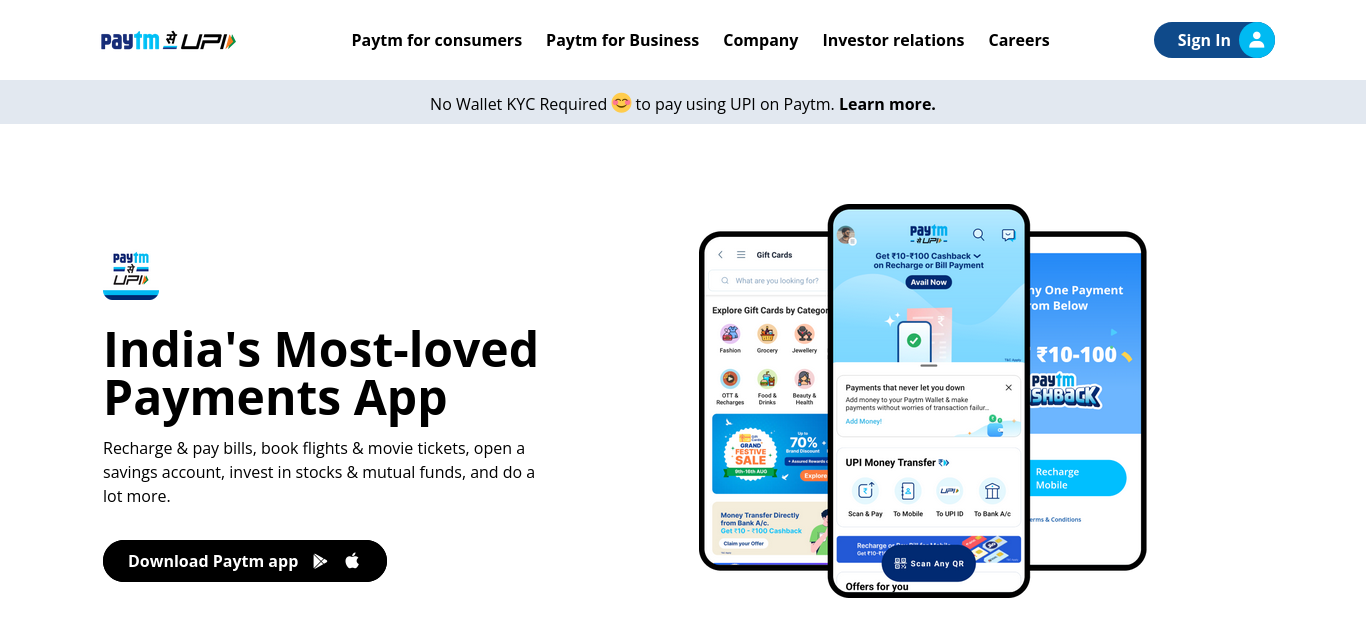 paytm से UPI
Paytm for consumers
Paytm for Business
Company
Investor relations
Careers
Sign In
No Wallet KYC Required 😊 to pay using UPI on Paytm. Learn more.
paytm
से
UPI
India's Most-loved
Payments App
Recharge & pay bills, book flights & movie tickets, open a
savings account, invest in stocks & mutual funds, and do a
lot more.
Download Paytm app
Gift Cards
What are you looking for?
Explore Gift Cards by Categor
Fashion
Grocery
Jewellery
OTT &
Recharges
Food &
Drinks
Beauty &
Health
GRAND
FESTIVE
SALE
9th-16th AUG
Up to
70%
Brand Discount
+ Assured Rewards
Explore
Money Transfer Directly
from Bank A/c.
Get ₹10 - ₹100 Cashback
Claim your Offer
paytm
से UPI
Get ₹10-₹100 Cashback
on Recharge or Bill Payment
Avail Now
Payments that never let you down
Add money to your Paytm Wallet & make
payments without worries of transaction failur...
Add Money!
UPI Money Transfer
Scan & Pay
To Mobile
UPI
To UPI ID
To Bank A/c
Scan Any QR
Offers for you
ny One Payment
rom Below
₹10-100
paytm
SHBACK
Recharge
Mobile
erms & Conditions